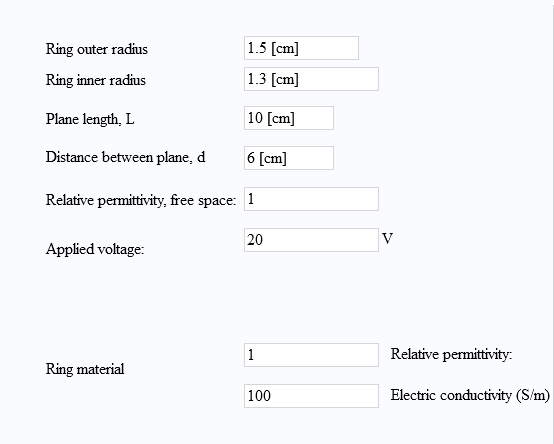 Ring outer radius 1.5 [cm]
Ring inner radius 1.3 [cm]
Plane length, L 10 [cm]
Distance between plane, d 6 [cm]
Relative permittivity, free space: 1
Applied voltage: 20 V
Ring material
1 Relative permittivity:
100 Electric conductivity (S/m)